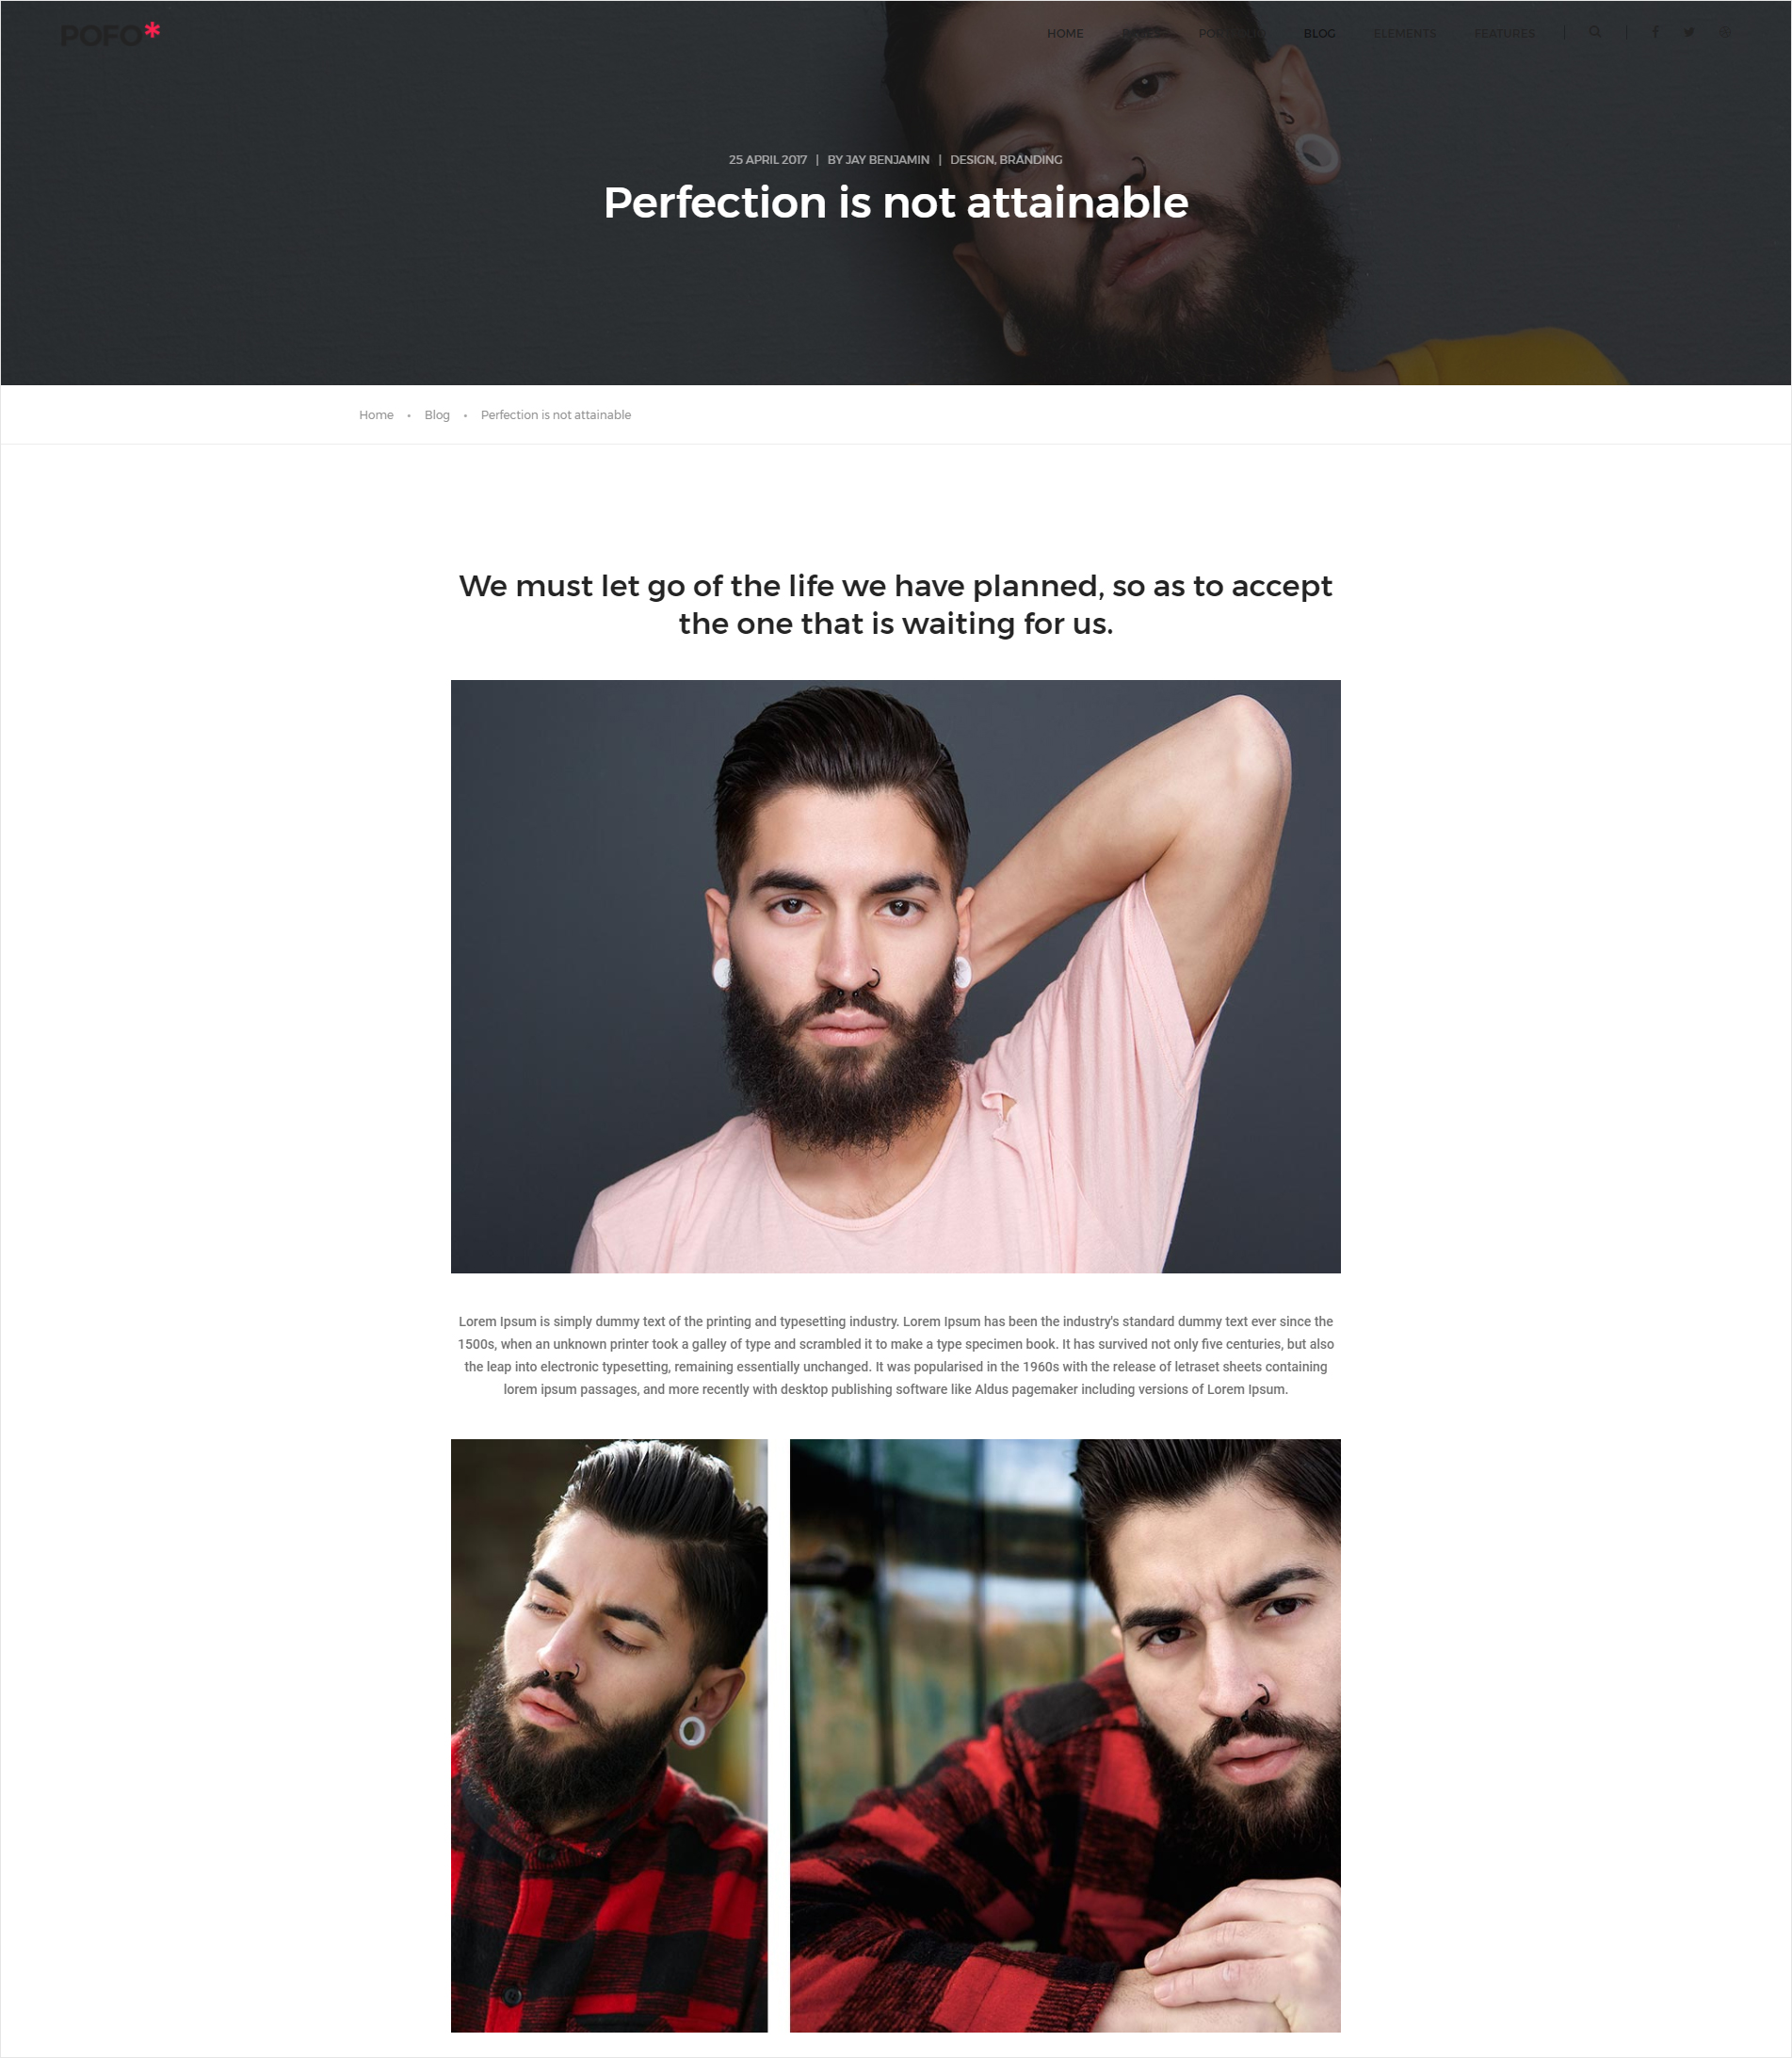 POFO*
HOME PAGES PORTFOLIO BLOG ELEMENTS FEATURES
25 APRIL 2017 | BY JAY BENJAMIN | DESIGN, BRANDING
Perfection is not attainable
Home • Blog • Perfection is not attainable
We must let go of the life we have planned, so as to accept
the one that is waiting for us.
Lorem Ipsum is simply dummy text of the printing and typesetting industry. Lorem Ipsum has been the industry's standard dummy text ever since the
1500s, when an unknown printer took a galley of type and scrambled it to make a type specimen book. It has survived not only five centuries, but also
the leap into electronic typesetting, remaining essentially unchanged. It was popularised in the 1960s with the release of letraset sheets containing
lorem ipsum passages, and more recently with desktop publishing software like Aldus pagemaker including versions of Lorem Ipsum.